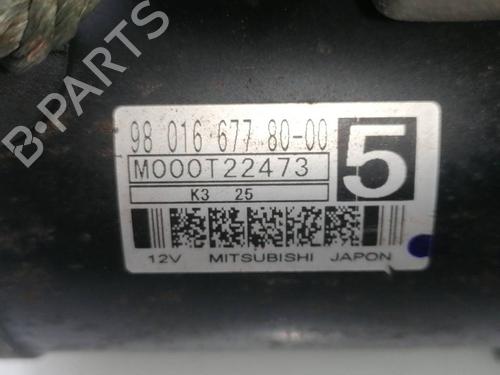 B-PARTS
98 016 677 80-00
M000T22473
5
K3 25
12V MITSUBISHI JAPON